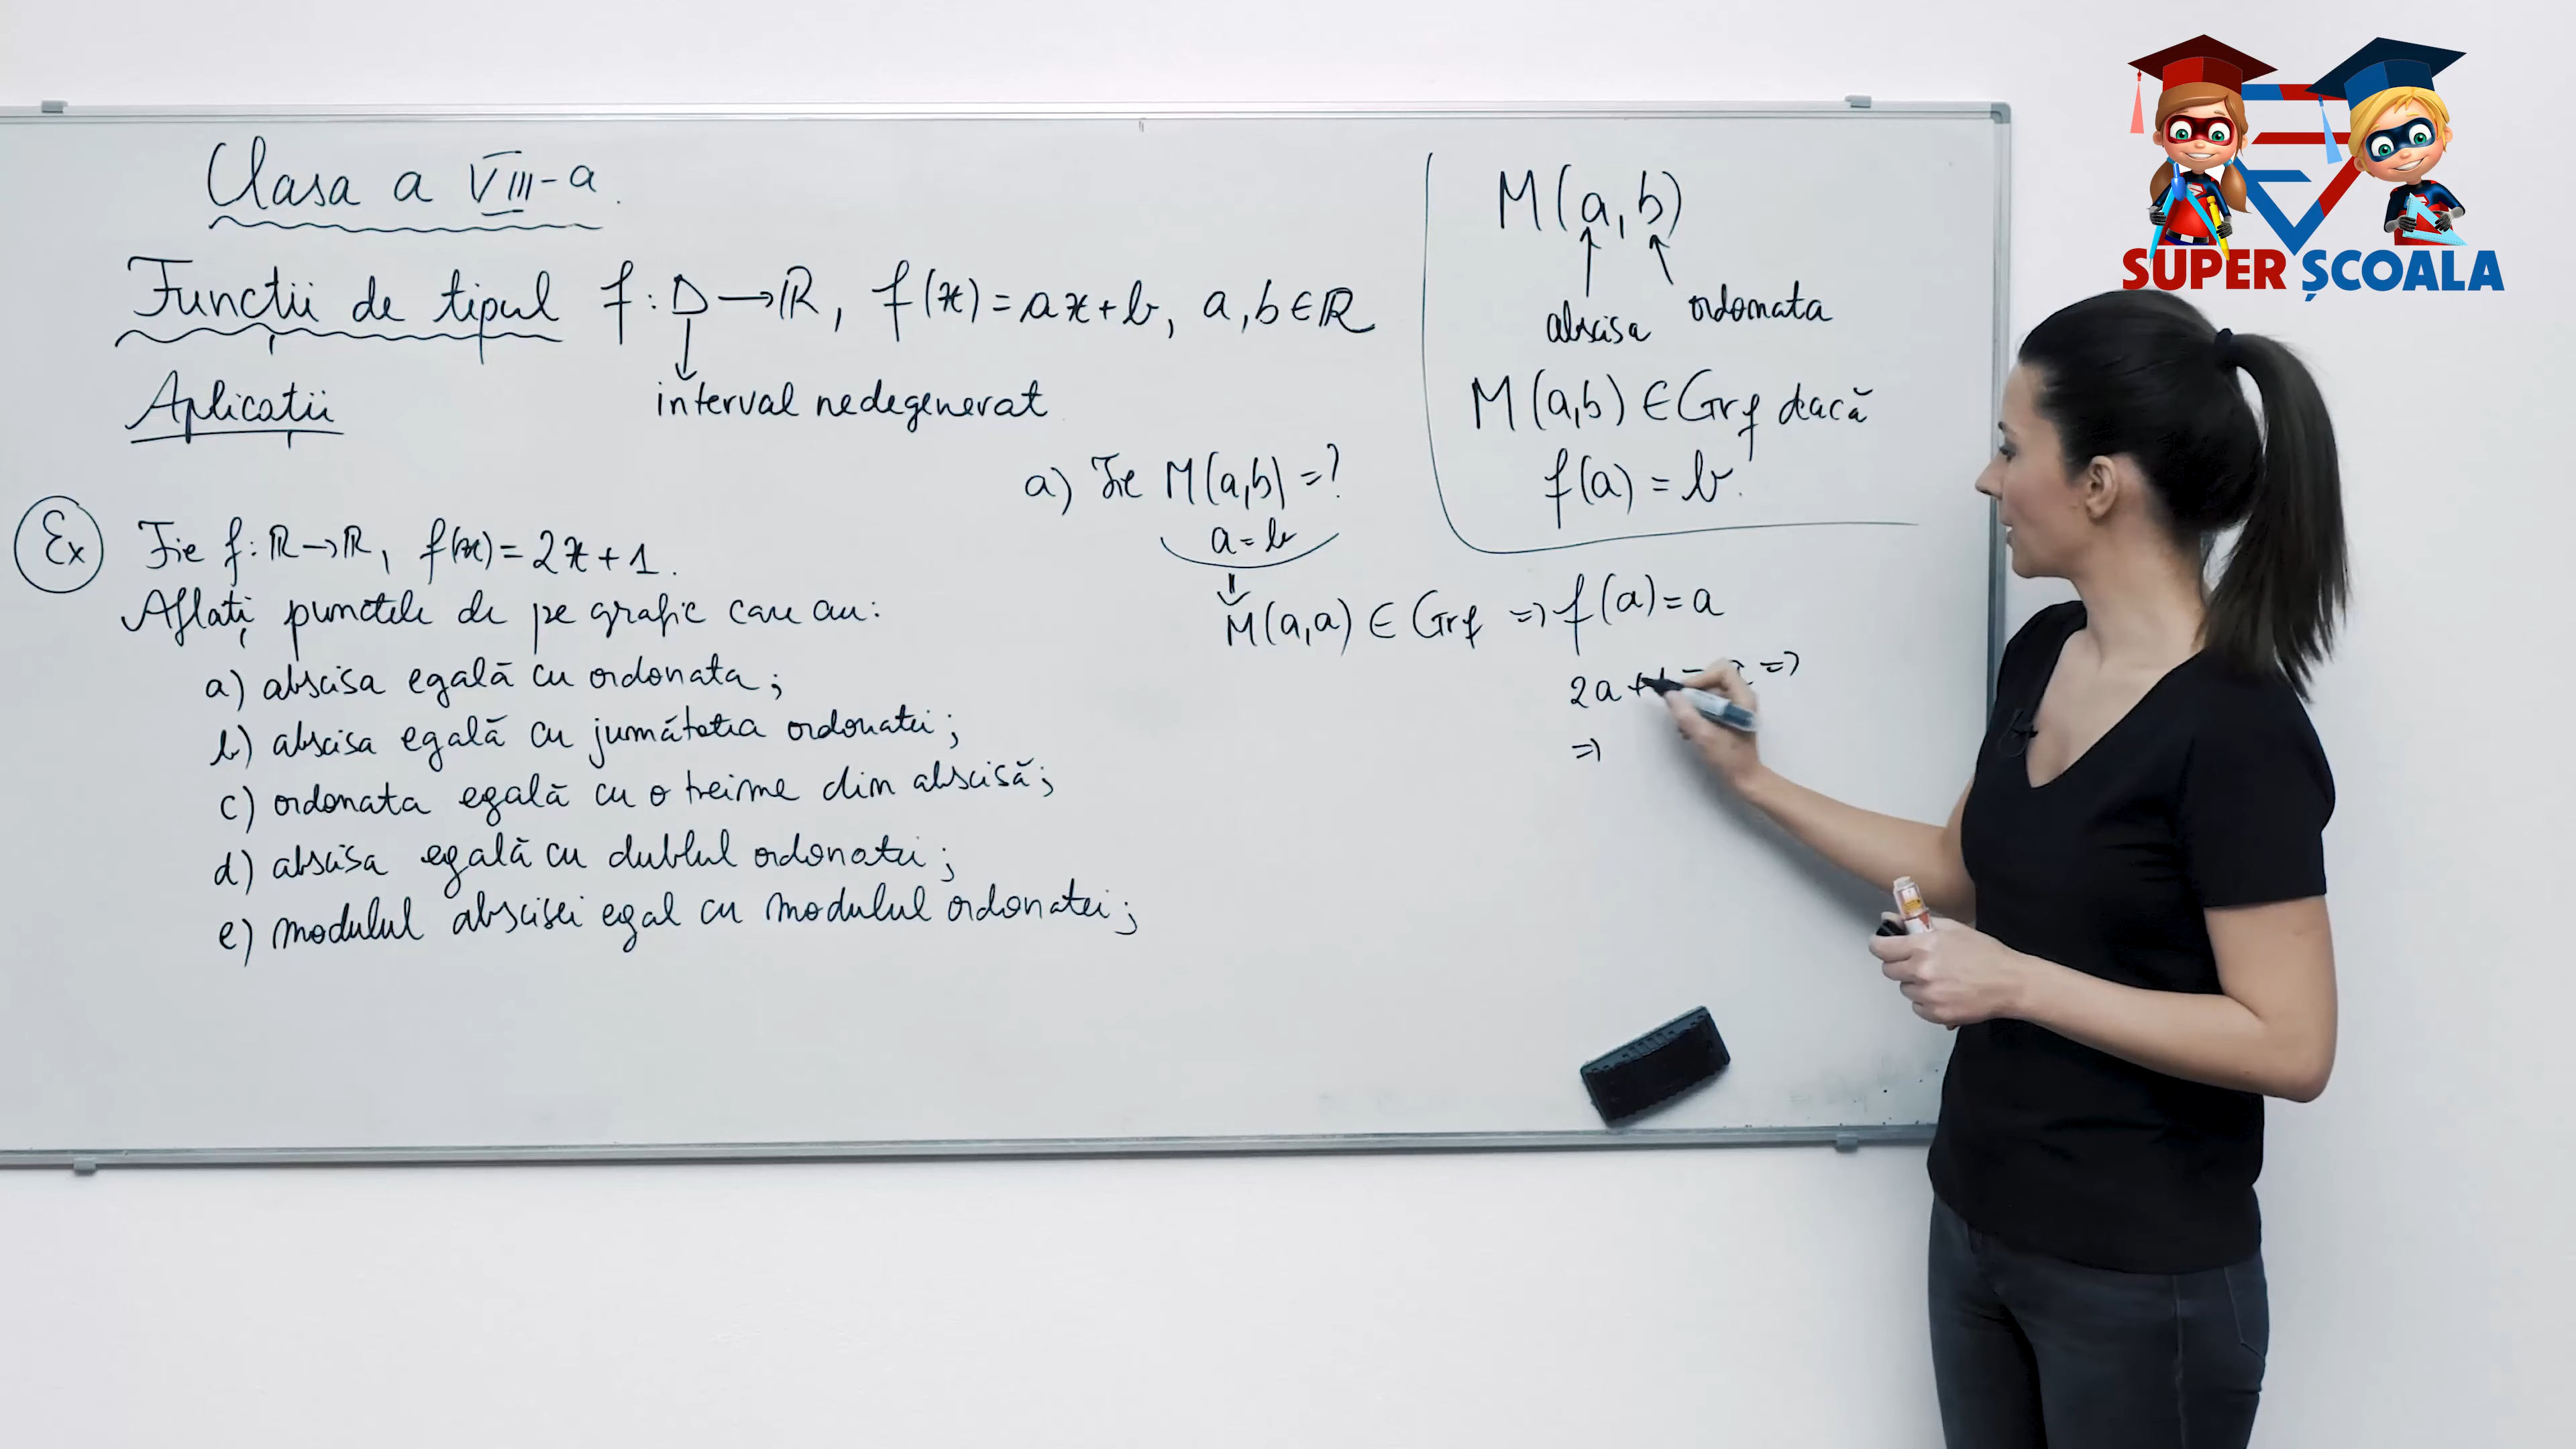 Clasa a VIII-a.
Funcții de tipul f : D → ℝ, f(x) = ax + b, a, b ∈ ℝ
interval nedegenerat
Aplicații
Ex Fie f : ℝ → ℝ, f(x) = 2x + 1.
Aflați punctele de pe grafic care au:
a) abscisa egală cu ordonata;
b) abscisa egală cu jumătatea ordonatei;
c) ordonata egală cu o treime din abscisă;
d) abscisa egală cu dublul ordonatei;
e) modulul abscisei egal cu modulul ordonatei;
M(a, b)
abscisa ordonata
M(a,b) ∈ Grf dacă
f(a) = b.
a) Fie M(a,b) = ?
a = b
M(a,a) ∈ Grf => f(a) = a
2a + =>
=>
SUPER ȘCOALA